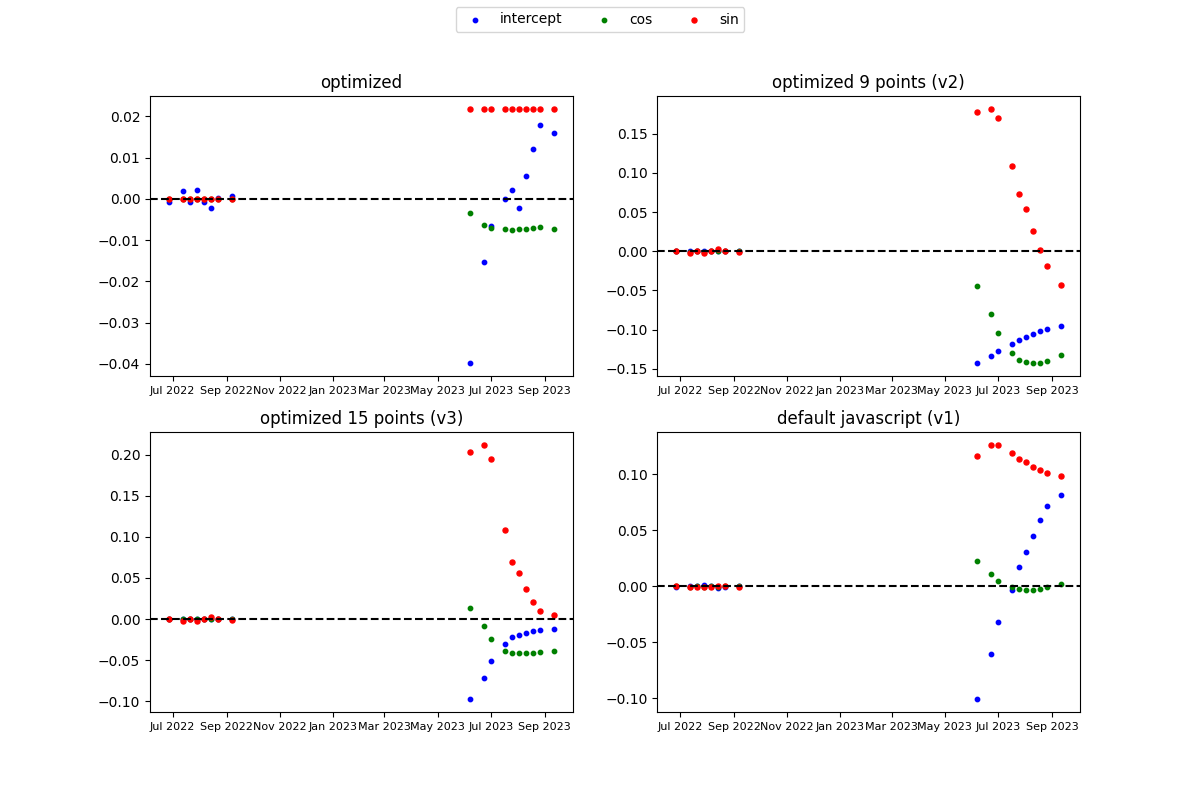 intercept cos sin
optimized
0.02
0.01
0.00
−0.01
−0.02
−0.03
−0.04
Jul 2022 Sep 2022 Nov 2022 Jan 2023 Mar 2023 May 2023 Jul 2023 Sep 2023
optimized 9 points (v2)
0.15
0.10
0.05
0.00
−0.05
−0.10
−0.15
Jul 2022 Sep 2022 Nov 2022 Jan 2023 Mar 2023 May 2023 Jul 2023 Sep 2023
optimized 15 points (v3)
0.20
0.15
0.10
0.05
0.00
−0.05
−0.10
Jul 2022 Sep 2022 Nov 2022 Jan 2023 Mar 2023 May 2023 Jul 2023 Sep 2023
default javascript (v1)
0.10
0.05
0.00
−0.05
−0.10
Jul 2022 Sep 2022 Nov 2022 Jan 2023 Mar 2023 May 2023 Jul 2023 Sep 2023